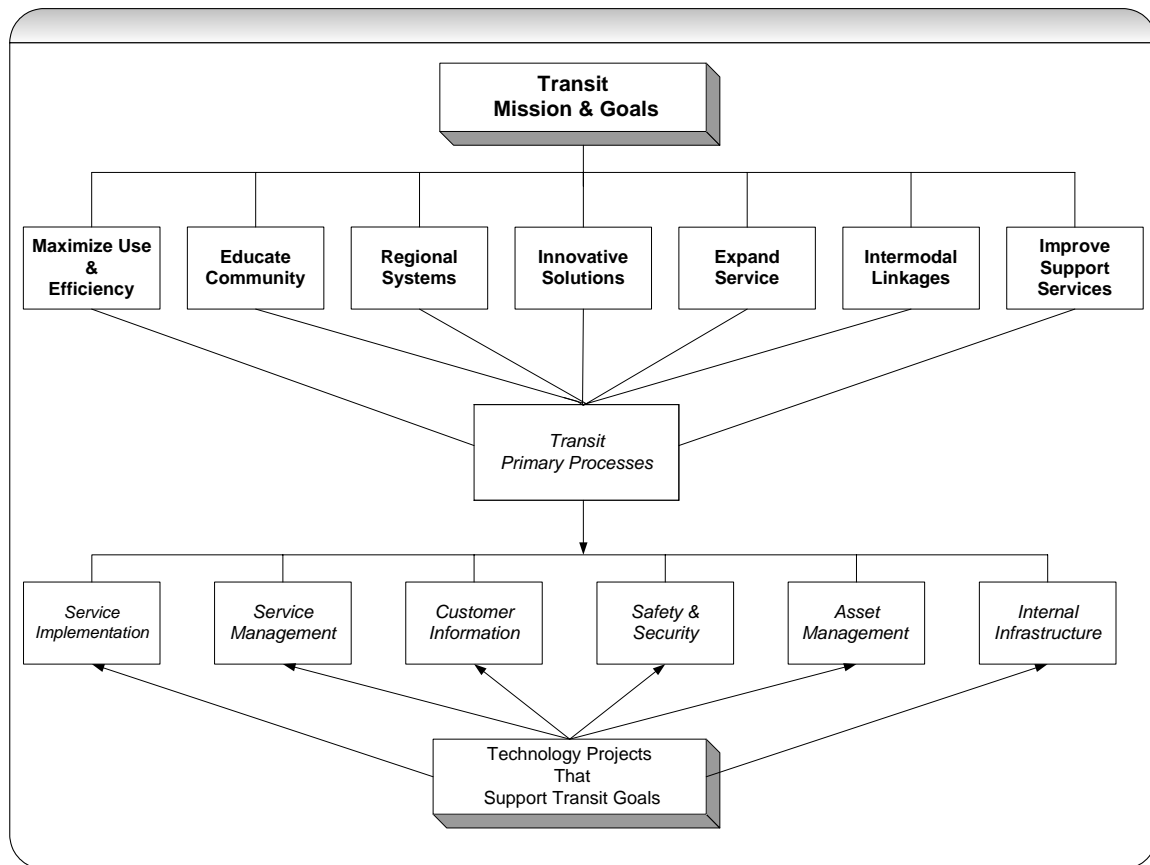 Transit
Mission & Goals
Maximize Use
&
Efficiency
Educate
Community
Regional
Systems
Innovative
Solutions
Expand
Service
Intermodal
Linkages
Improve
Support
Services
Transit
Primary Processes
Service
Implementation
Service
Management
Customer
Information
Safety &
Security
Asset
Management
Internal
Infrastructure
Technology Projects
That
Support Transit Goals